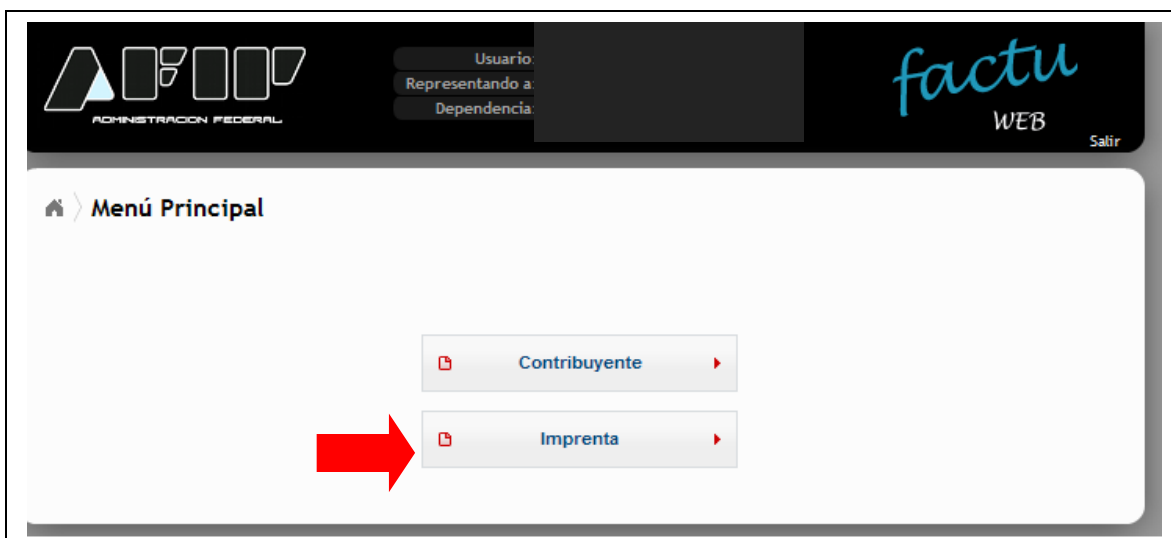 AFIP
ADMINISTRACION FEDERAL
Usuario:
Representando a:
Dependencia:
factu
WEB
Salir
Menú Principal
Contribuyente
Imprenta